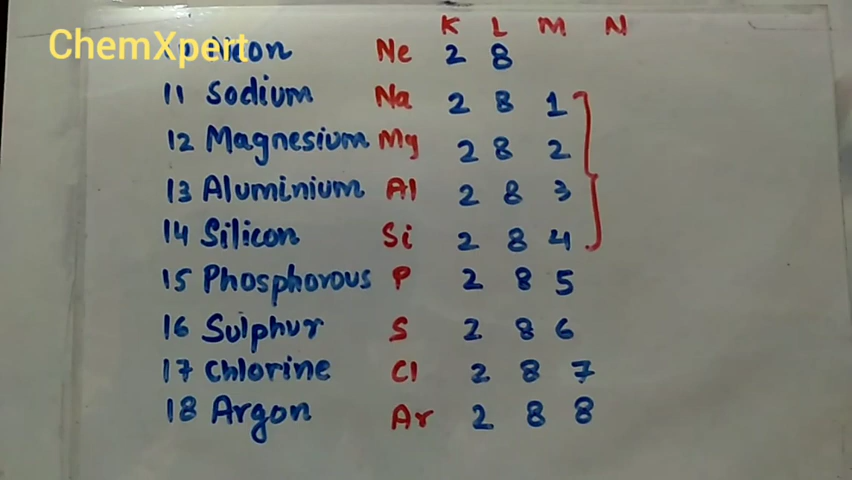 ChemXpert
K L M N
Ne 2 8
11 Sodium Na 2 8 1
12 Magnesium Mg 2 8 2
13 Aluminium Al 2 8 3
14 Silicon Si 2 8 4
15 Phosphorous P 2 8 5
16 Sulphur S 2 8 6
17 Chlorine Cl 2 8 7
18 Argon Ar 2 8 8